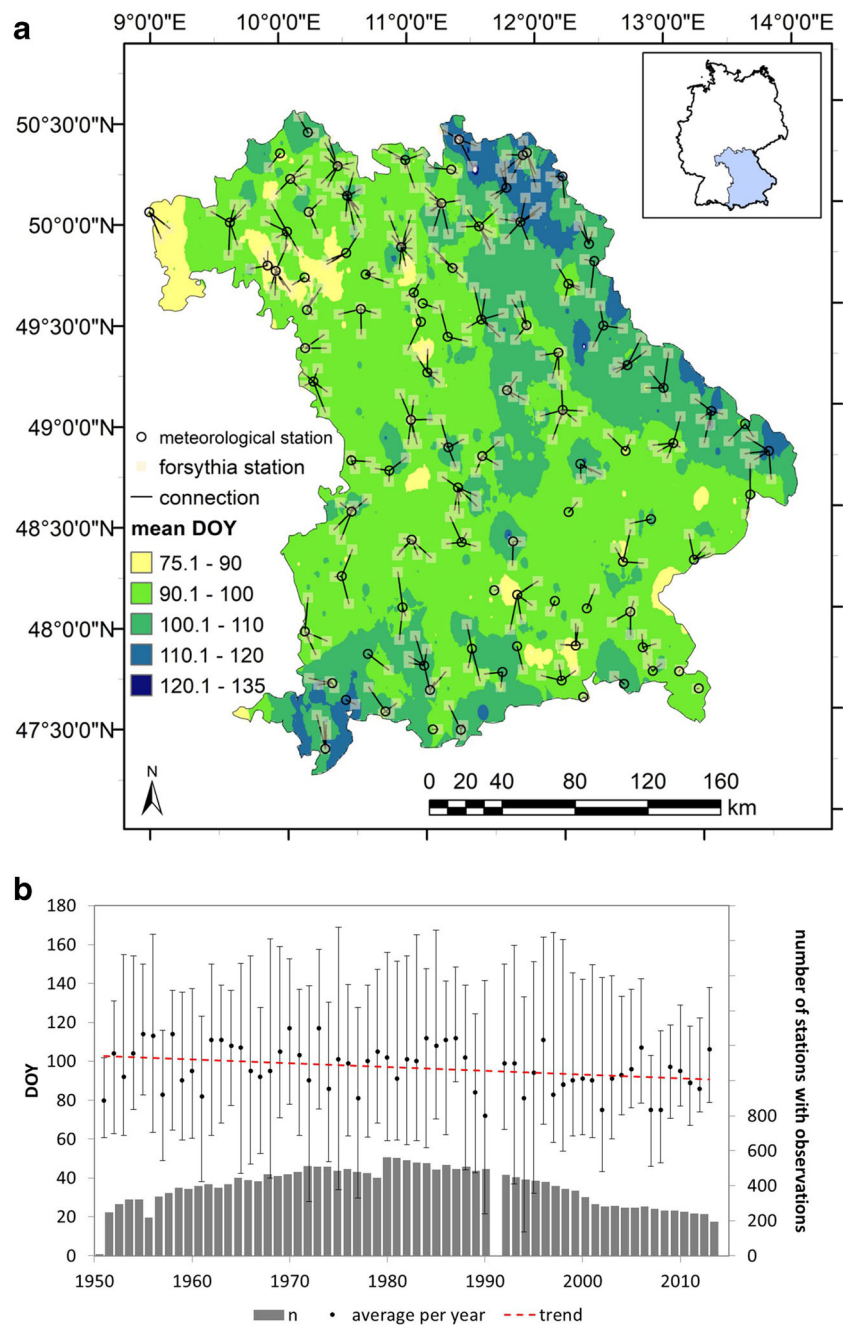 a
9°0'0"E 10°0'0"E 11°0'0"E 12°0'0"E 13°0'0"E 14°0'0"E
50°30'0"N
50°0'0"N
49°30'0"N
49°0'0"N
48°30'0"N
48°0'0"N
47°30'0"N
meteorological station
forsythia station
connection
mean DOY
75.1 - 90
90.1 - 100
100.1 - 110
110.1 - 120
120.1 - 135
N
0 20 40 80 120 160
km
b
180
160
140
120
100
80
60
40
20
0
DOY
800
600
400
200
0
number of stations with observations
1950 1960 1970 1980 1990 2000 2010
n average per year trend